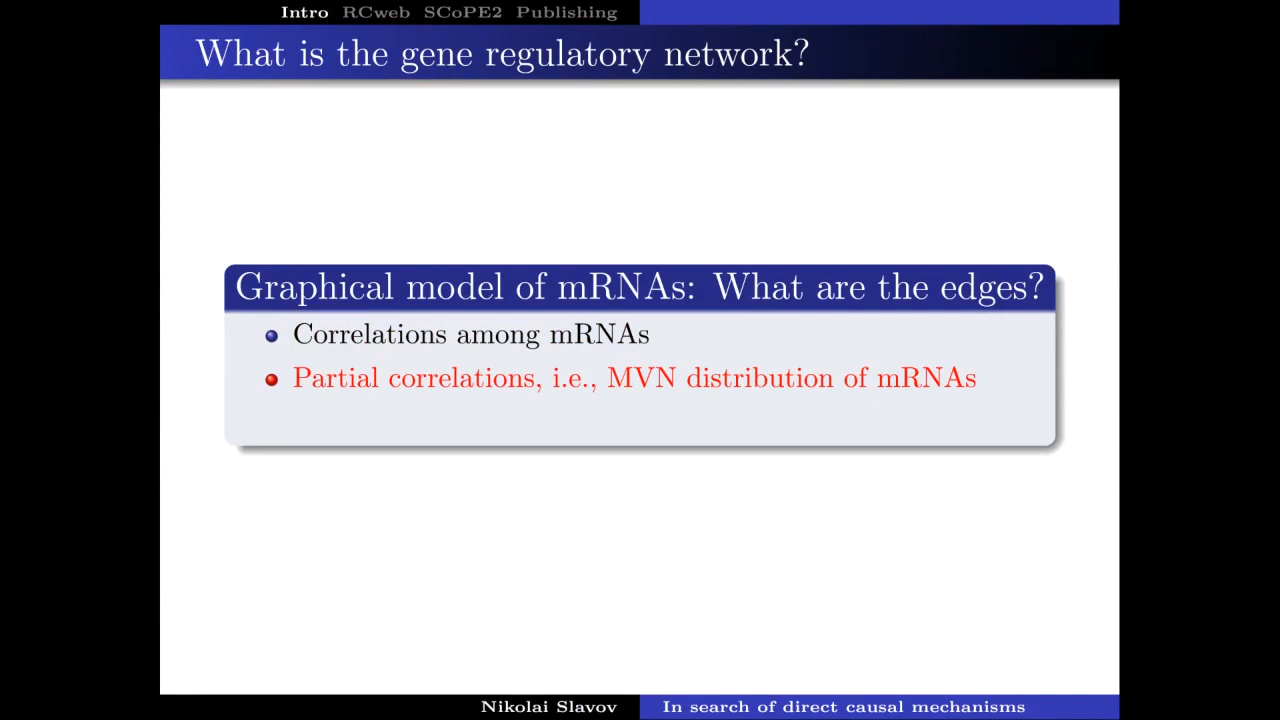 Intro RCweb SCoPE2 Publishing
What is the gene regulatory network?
Graphical model of mRNAs: What are the edges?
Correlations among mRNAs
Partial correlations, i.e., MVN distribution of mRNAs
Nikolai Slavov In search of direct causal mechanisms